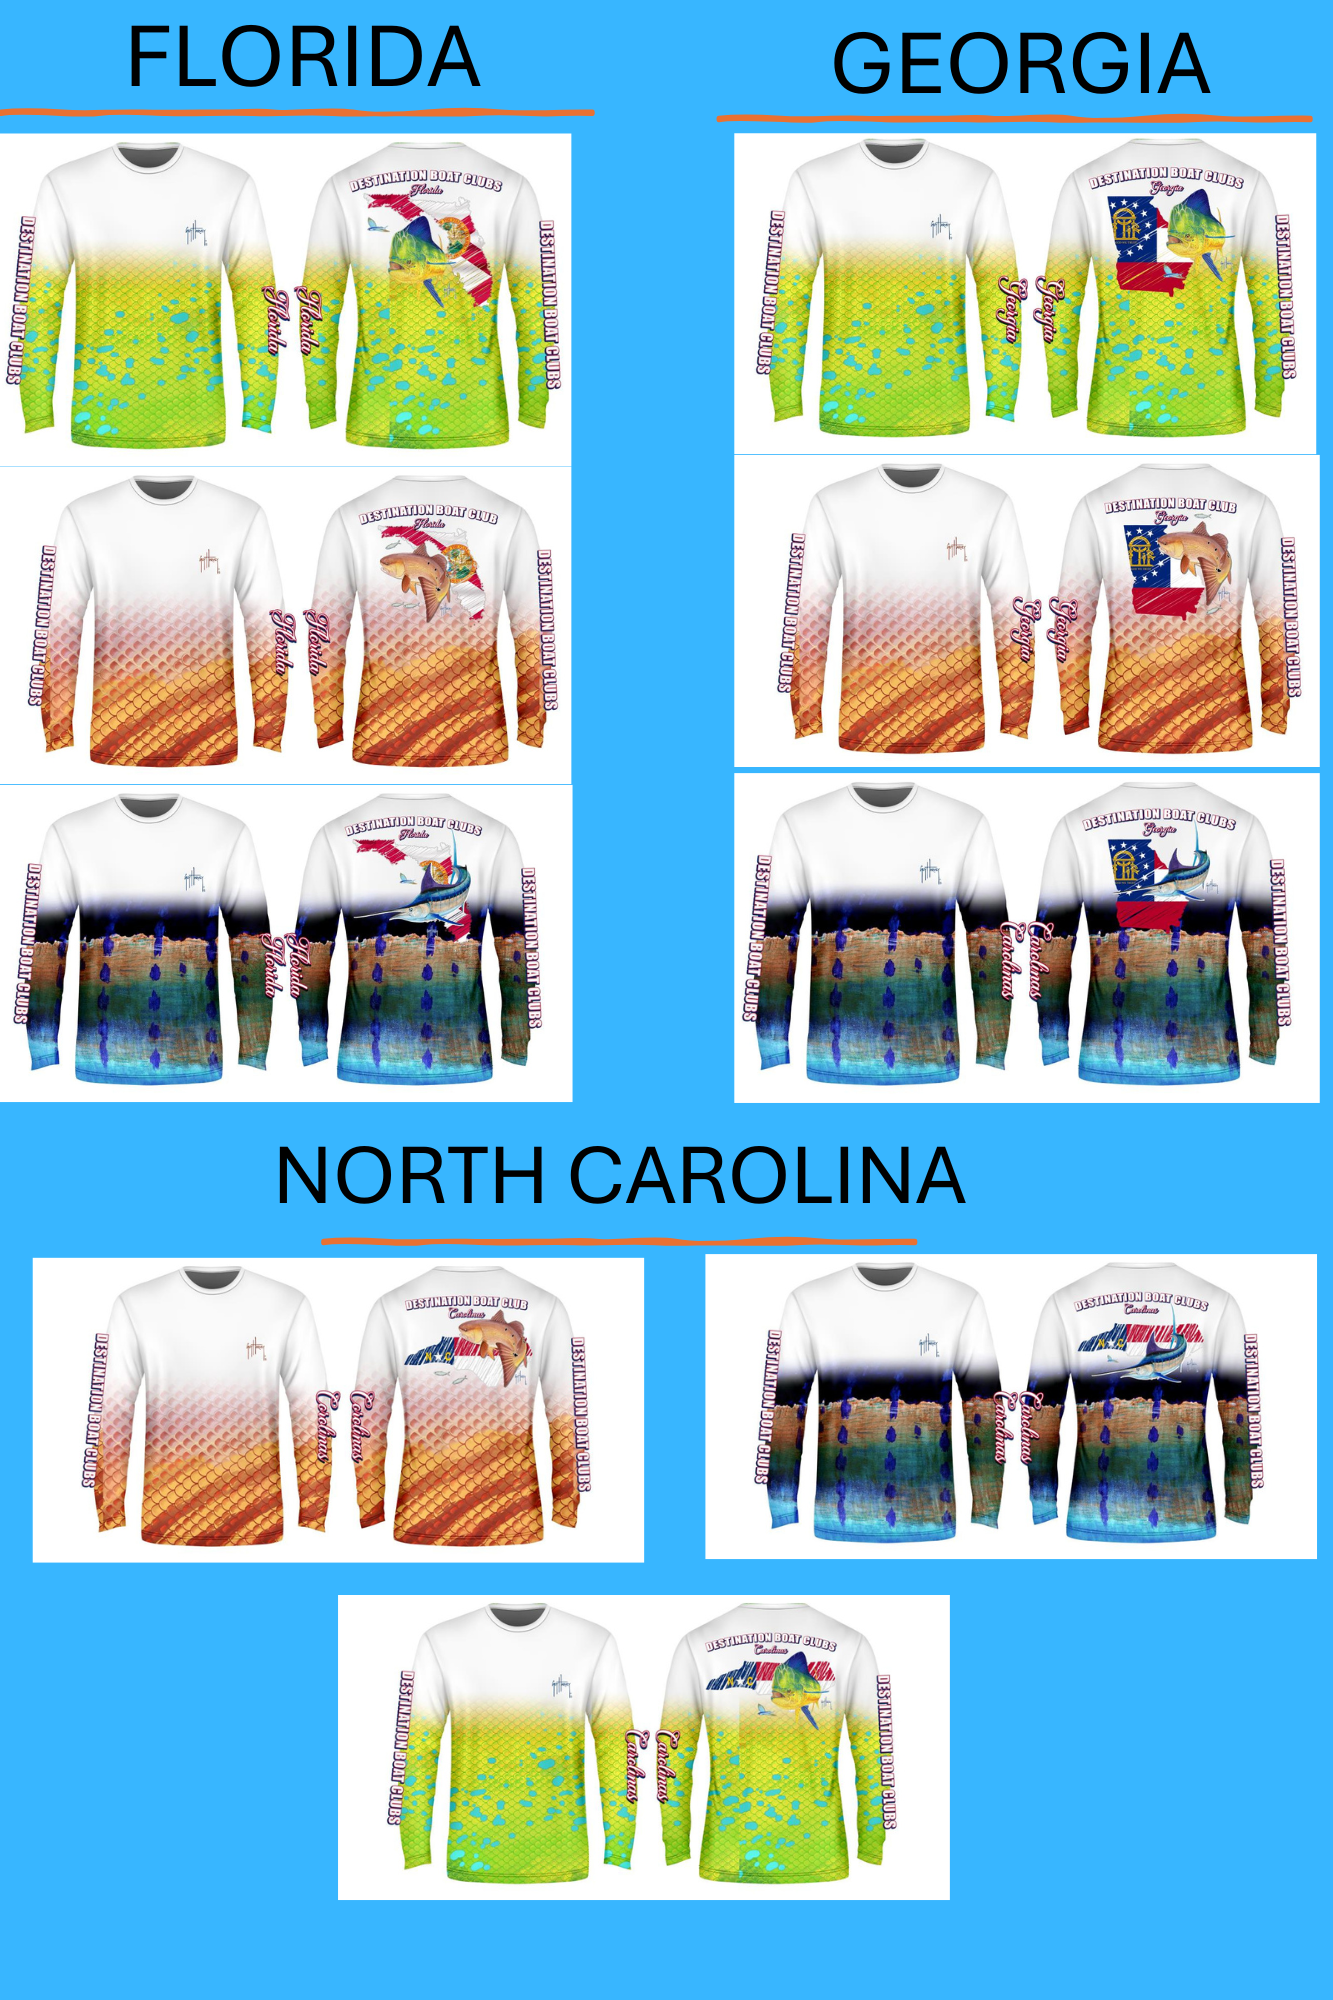 FLORIDA
GEORGIA
DESTINATION BOAT CLUBS
Florida
DESTINATION BOAT CLUBS
Florida
Florida
DESTINATION BOAT CLUBS
DESTINATION BOAT CLUBS
Georgia
DESTINATION BOAT CLUBS
Georgia
Georgia
DESTINATION BOAT CLUBS
DESTINATION BOAT CLUB
Florida
DESTINATION BOAT CLUBS
Florida
Florida
DESTINATION BOAT CLUBS
DESTINATION BOAT CLUB
Georgia
DESTINATION BOAT CLUBS
Georgia
Georgia
DESTINATION BOAT CLUBS
DESTINATION BOAT CLUBS
Florida
DESTINATION BOAT CLUBS
Florida
Florida
DESTINATION BOAT CLUBS
DESTINATION BOAT CLUBS
Georgia
DESTINATION BOAT CLUBS
Carolinas
Carolinas
DESTINATION BOAT CLUBS
NORTH CAROLINA
DESTINATION BOAT CLUB
Carolinas
N C
DESTINATION BOAT CLUBS
Carolinas
Carolinas
DESTINATION BOAT CLUBS
DESTINATION BOAT CLUBS
Carolinas
N C
DESTINATION BOAT CLUBS
Carolinas
Carolinas
DESTINATION BOAT CLUBS
DESTINATION BOAT CLUBS
Carolinas
N C
DESTINATION BOAT CLUBS
Carolinas
Carolinas
DESTINATION BOAT CLUBS